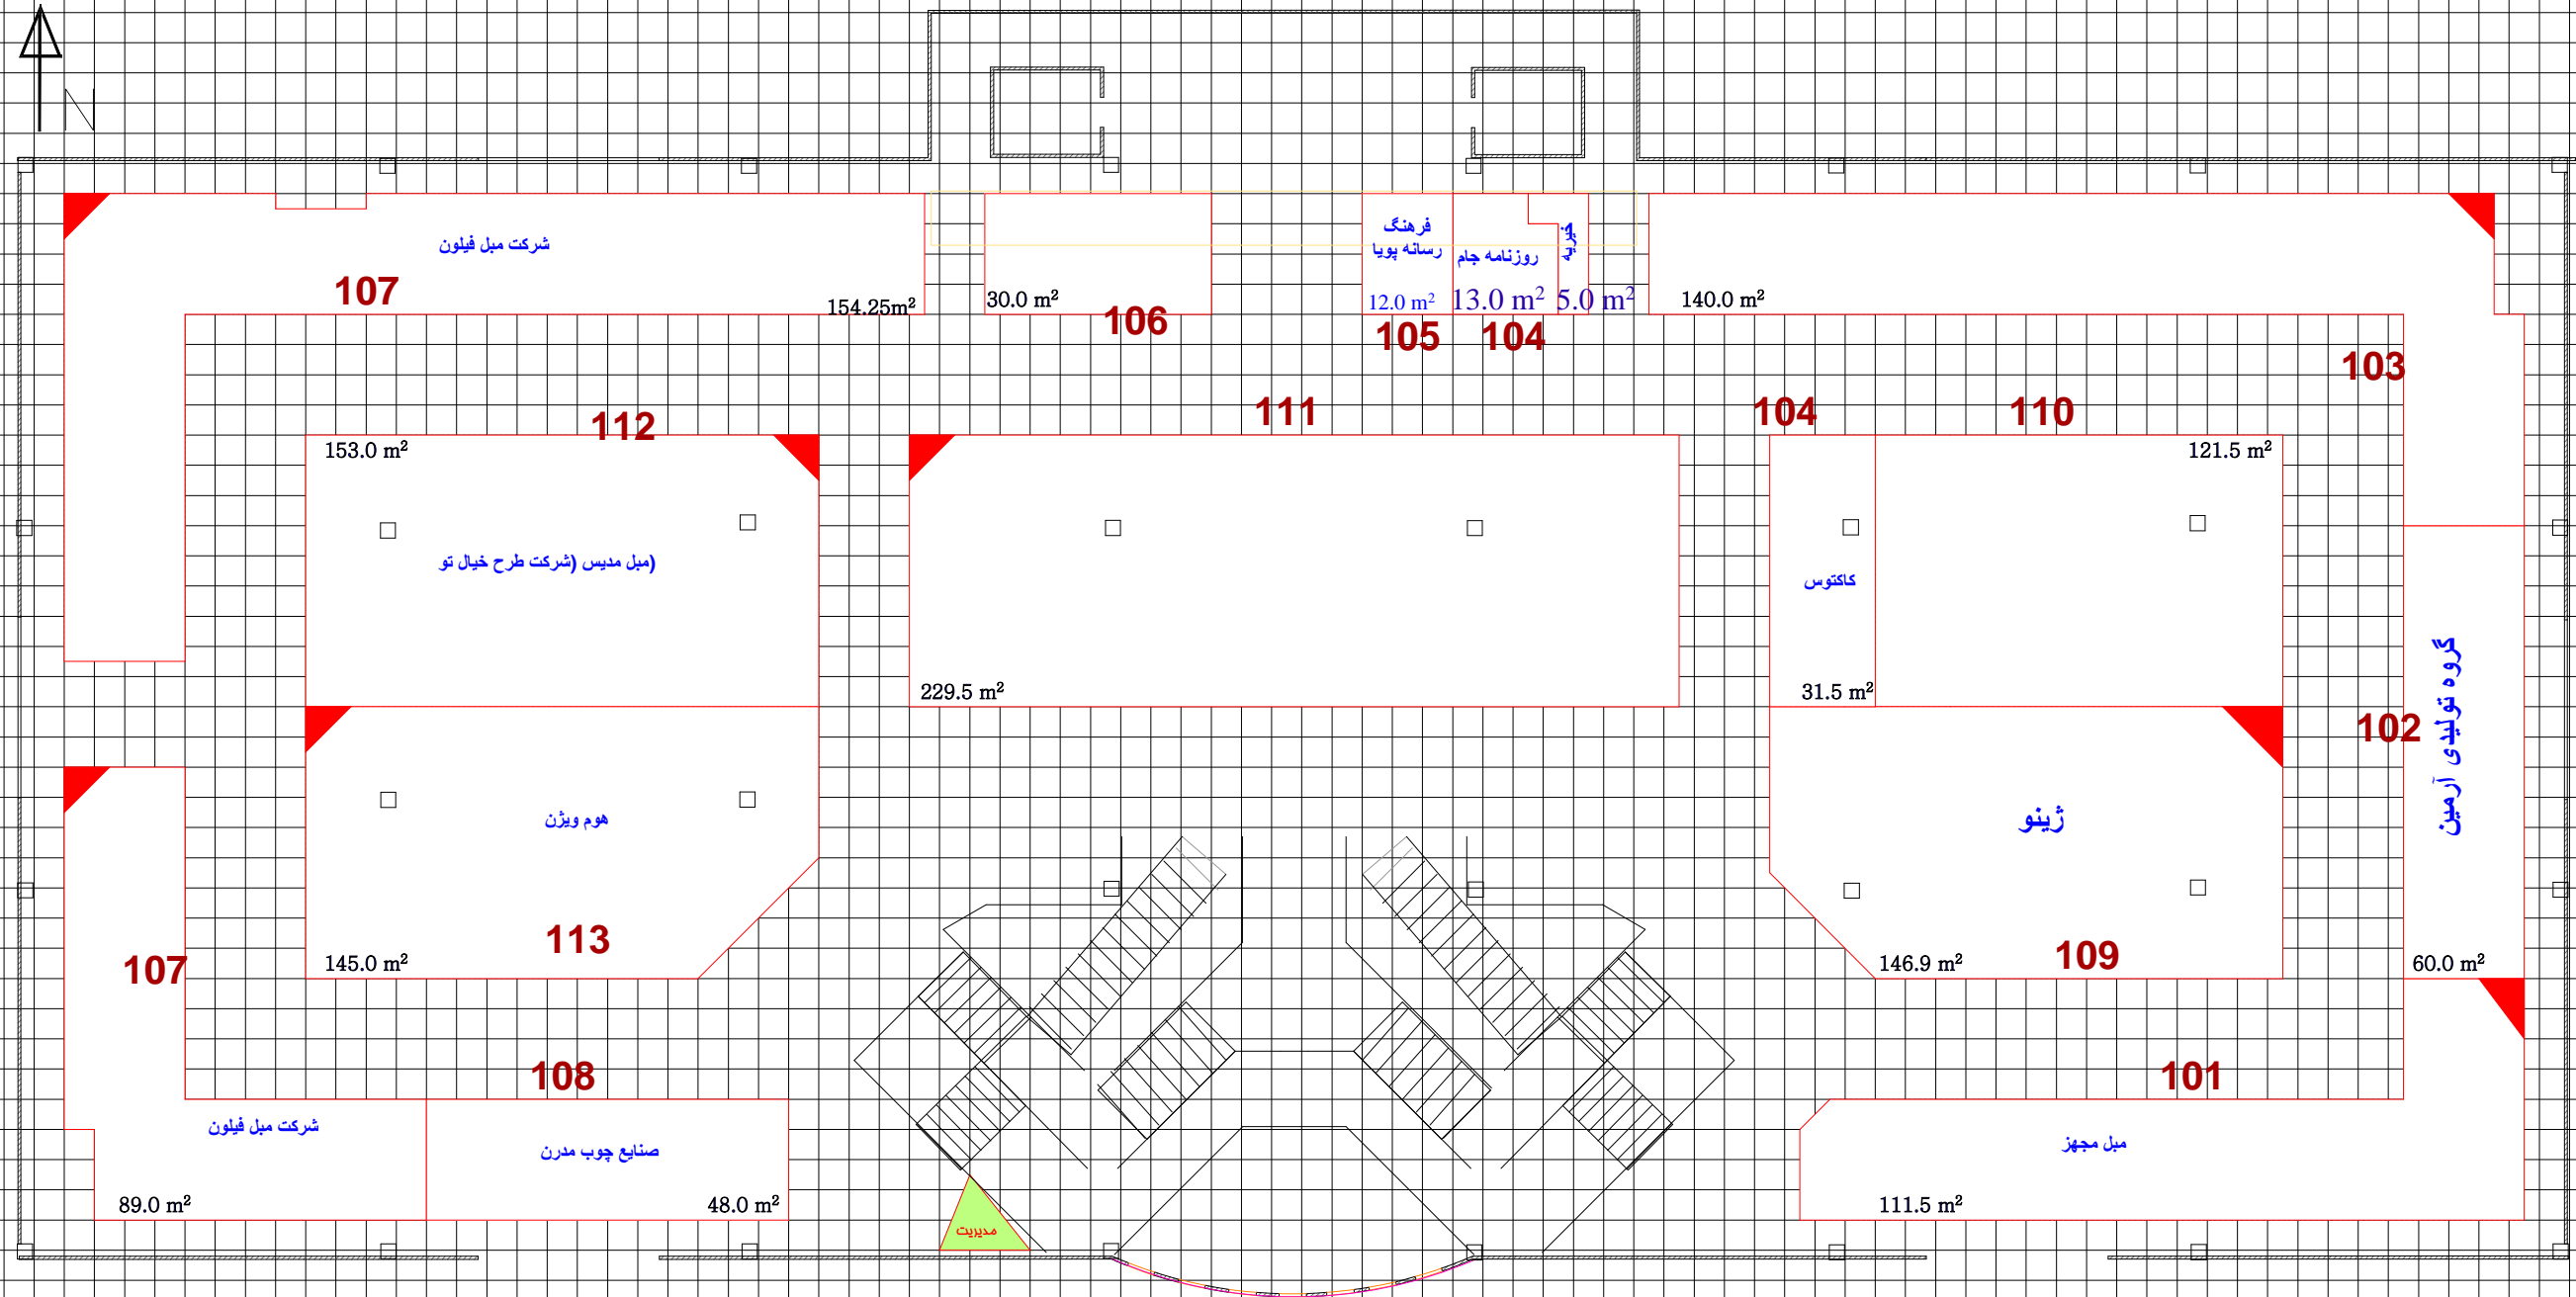 N
شرکت مبل فیلون
107
154.25m²
30.0 m²
106
فرهنگ
رسانه پویا
12.0 m²
105
روزنامه جام
13.0 m²
104
خیریه
5.0 m²
140.0 m²
103
112
153.0 m²
(مبل مدیس (شرکت طرح خیال تو
111
229.5 m²
104
کاکتوس
31.5 m²
110
121.5 m²
گروه تولیدی آرمین
102
60.0 m²
هوم ویژن
113
145.0 m²
ژینو
146.9 m²
109
107
شرکت مبل فیلون
89.0 m²
108
صنایع چوب مدرن
48.0 m²
مدیریت
101
مبل مجهز
111.5 m²